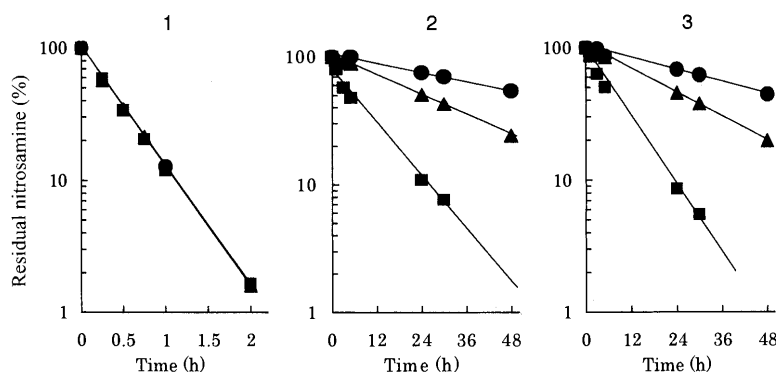 1 2 3
Residual nitrosamine (%)
100 100 100
10 10 10
1 1 1
0 0.5 1 1.5 2 0 12 24 36 48 0 12 24 36 48
Time (h) Time (h) Time (h)